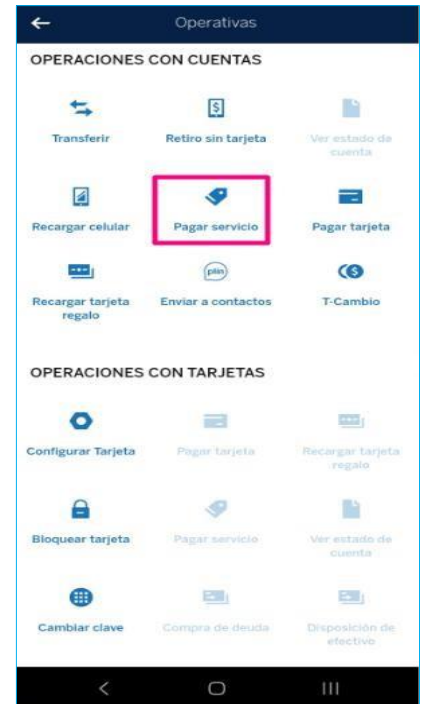 Operativas
OPERACIONES CON CUENTAS
Transferir
Retiro sin tarjeta
Ver estado de
cuenta
Recargar celular
Pagar servicio
Pagar tarjeta
Recargar tarjeta
regalo
plin
Enviar a contactos
T-Cambio
OPERACIONES CON TARJETAS
Configurar Tarjeta
Pagar tarjeta
Recargar tarjeta
regalo
Bloquear tarjeta
Pagar servicio
Ver estado de
cuenta
Cambiar clave
Compra de deuda
Disposición de
efectivo